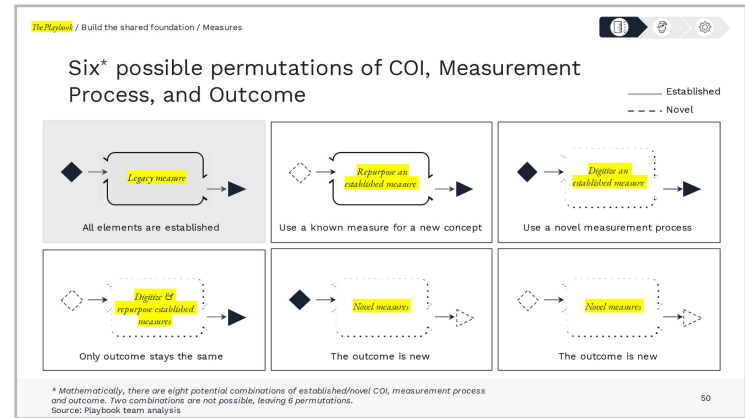 The Playbook / Build the shared foundation / Measures
Six* possible permutations of COI, Measurement
Process, and Outcome
Established
Novel
Legacy measure
All elements are established
Repurpose an
established measure
Use a known measure for a new concept
Digitize an
established measure
Use a novel measurement process
Digitize &
repurpose established
measures
Only outcome stays the same
Novel measures
The outcome is new
Novel measures
The outcome is new
* Mathematically, there are eight potential combinations of established/novel COI, measurement process
and outcome. Two combinations are not possible, leaving 6 permutations.
Source: Playbook team analysis
50